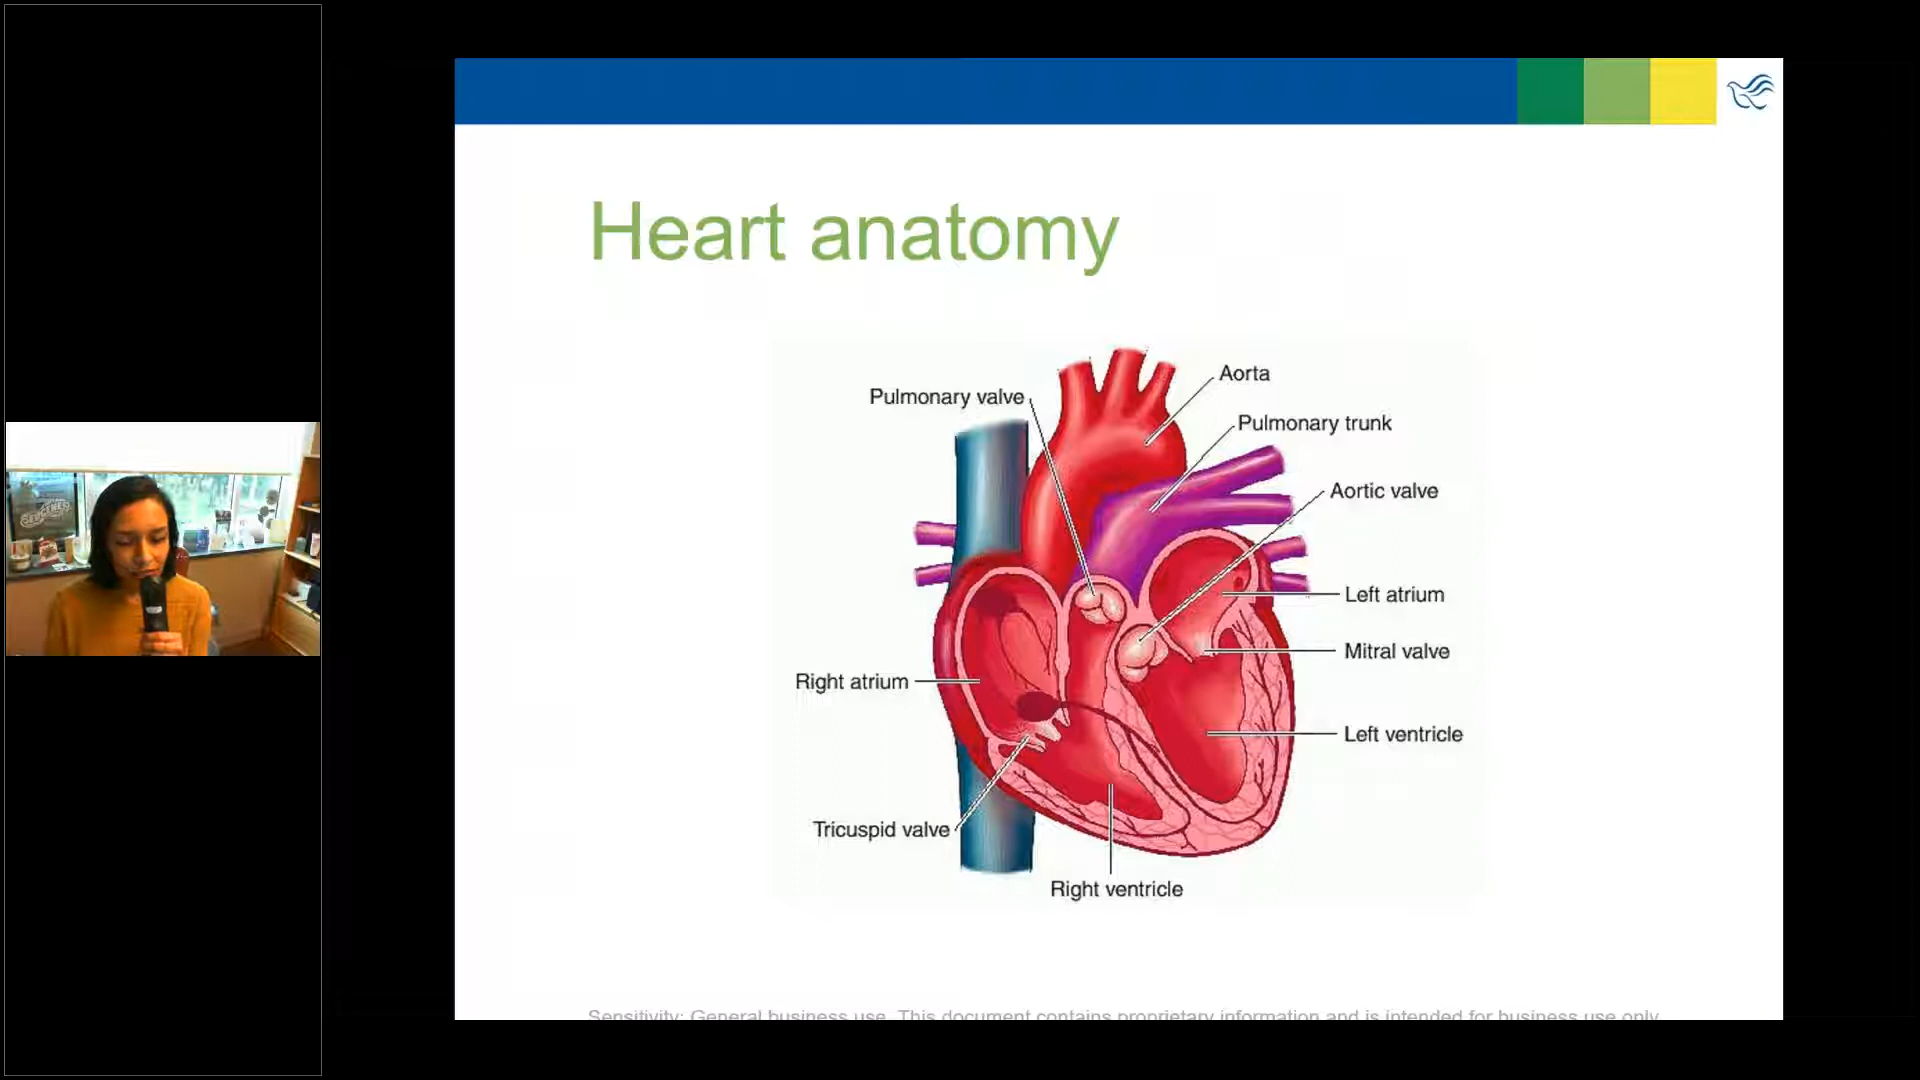 Heart anatomy
Pulmonary valve
Aorta
Pulmonary trunk
Aortic valve
Left atrium
Mitral valve
Right atrium
Left ventricle
Tricuspid valve
Right ventricle
Sensitivity: General business use. This document contains proprietary information and is intended for business use only.